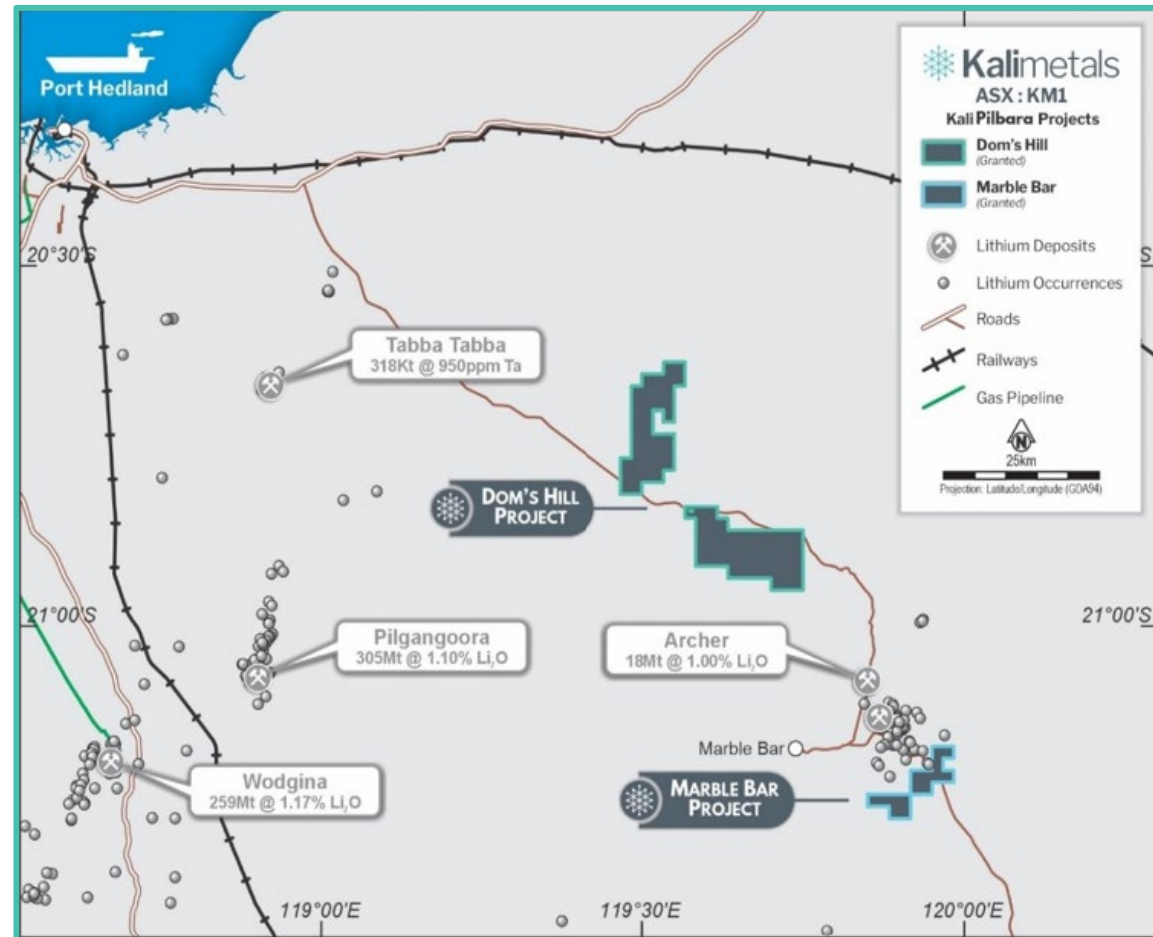 Port Hedland
Kalimetals
ASX : KM1
Kali Pilbara Projects
Dom's Hill
(Granted)
Marble Bar
(Granted)
Lithium Deposits
Lithium Occurrences
Roads
Railways
Gas Pipeline
N
25km
Projection: Latitude/Longitude (GDA94)
20°30'S
S
Tabba Tabba
318Kt @ 950ppm Ta
DOM'S HILL
PROJECT
21°00'S
21°00'S
Pilgangoora
305Mt @ 1.10% Li₂O
Archer
18Mt @ 1.00% Li₂O
Marble Bar
Wodgina
259Mt @ 1.17% Li₂O
MARBLE BAR
PROJECT
119°00'E
119°30'E
120°00'E